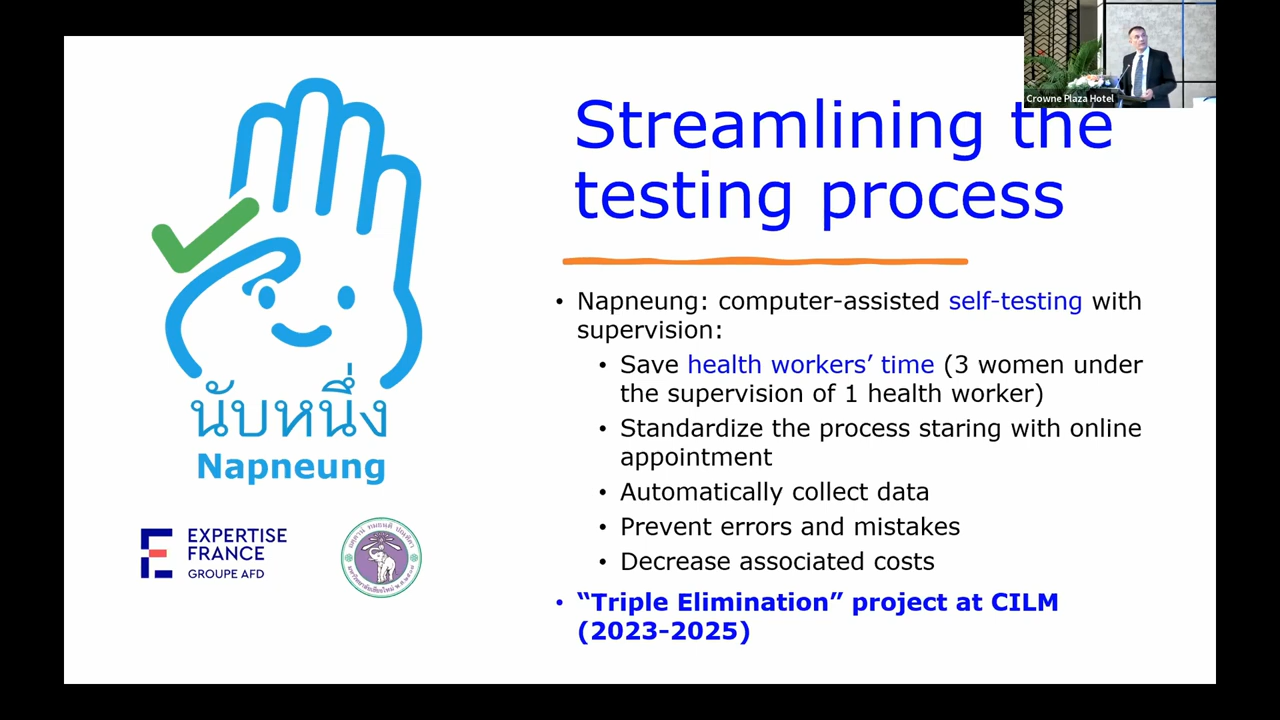 Crowne Plaza Hotel
Streamlining the
testing process
• Napneung: computer-assisted self-testing with
supervision:
• Save health workers’ time (3 women under
the supervision of 1 health worker)
• Standardize the process staring with online
appointment
• Automatically collect data
• Prevent errors and mistakes
• Decrease associated costs
• “Triple Elimination” project at CILM
(2023-2025)
นับหนึ่ง
Napneung
EXPERTISE
FRANCE
GROUPE AFD